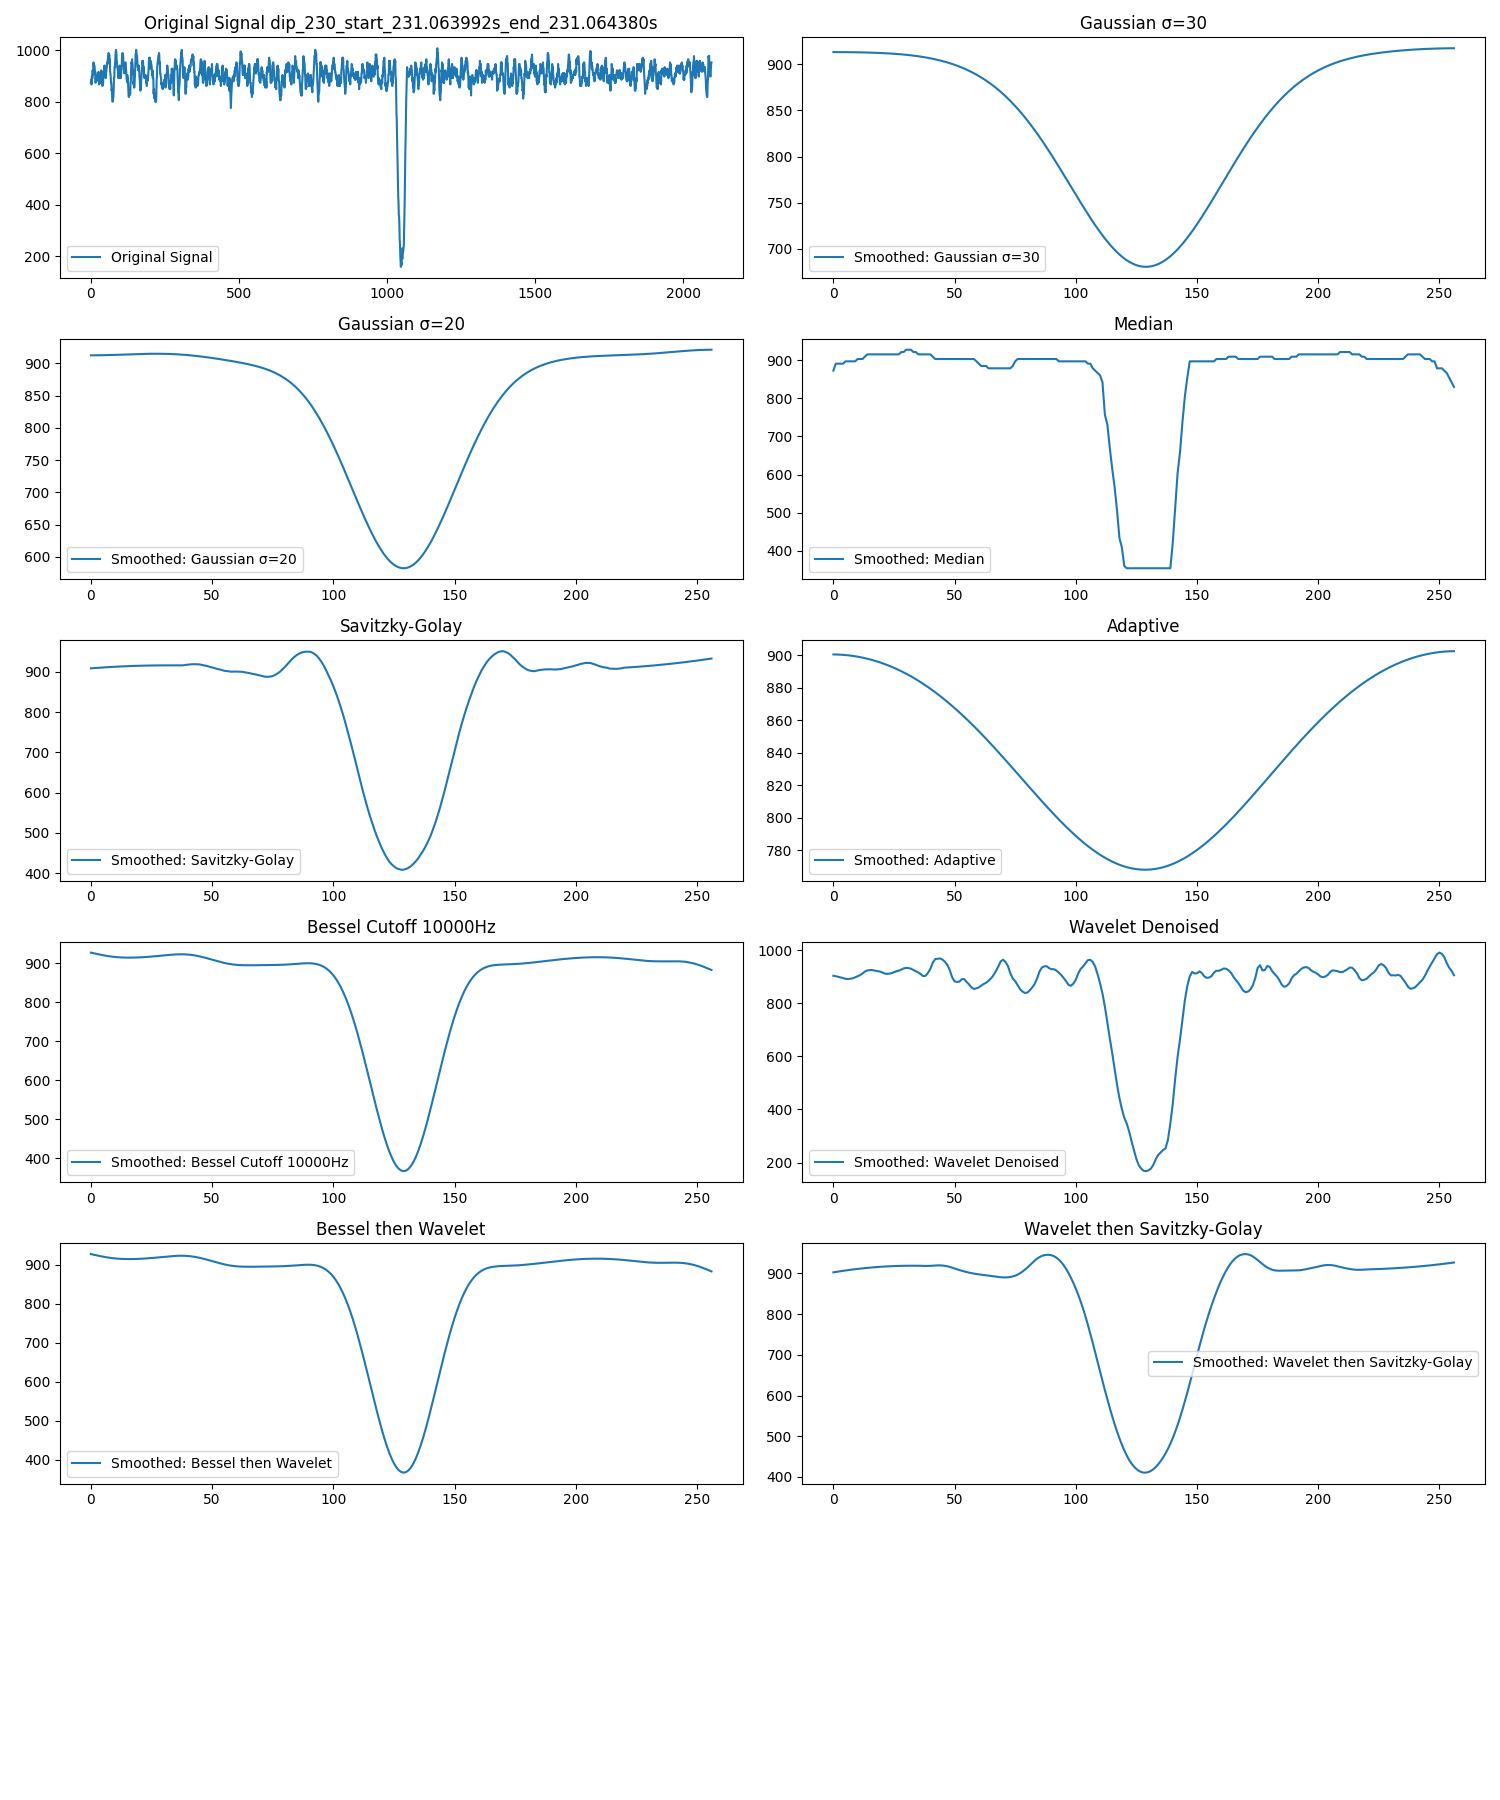 Original Signal dip_230_start_231.063992s_end_231.064380s
1000
800
600
400
200
Original Signal
0 500 1000 1500 2000
Gaussian σ=30
900
850
800
750
700
Smoothed: Gaussian σ=30
0 50 100 150 200 250
Gaussian σ=20
900
850
800
750
700
650
600
Smoothed: Gaussian σ=20
0 50 100 150 200 250
Median
900
800
700
600
500
400
Smoothed: Median
0 50 100 150 200 250
Savitzky-Golay
900
800
700
600
500
400
Smoothed: Savitzky-Golay
0 50 100 150 200 250
Adaptive
900
880
860
840
820
800
780
Smoothed: Adaptive
0 50 100 150 200 250
Bessel Cutoff 10000Hz
900
800
700
600
500
400
Smoothed: Bessel Cutoff 10000Hz
0 50 100 150 200 250
Wavelet Denoised
1000
800
600
400
200
Smoothed: Wavelet Denoised
0 50 100 150 200 250
Bessel then Wavelet
900
800
700
600
500
400
Smoothed: Bessel then Wavelet
0 50 100 150 200 250
Wavelet then Savitzky-Golay
900
800
700
600
500
400
Smoothed: Wavelet then Savitzky-Golay
0 50 100 150 200 250